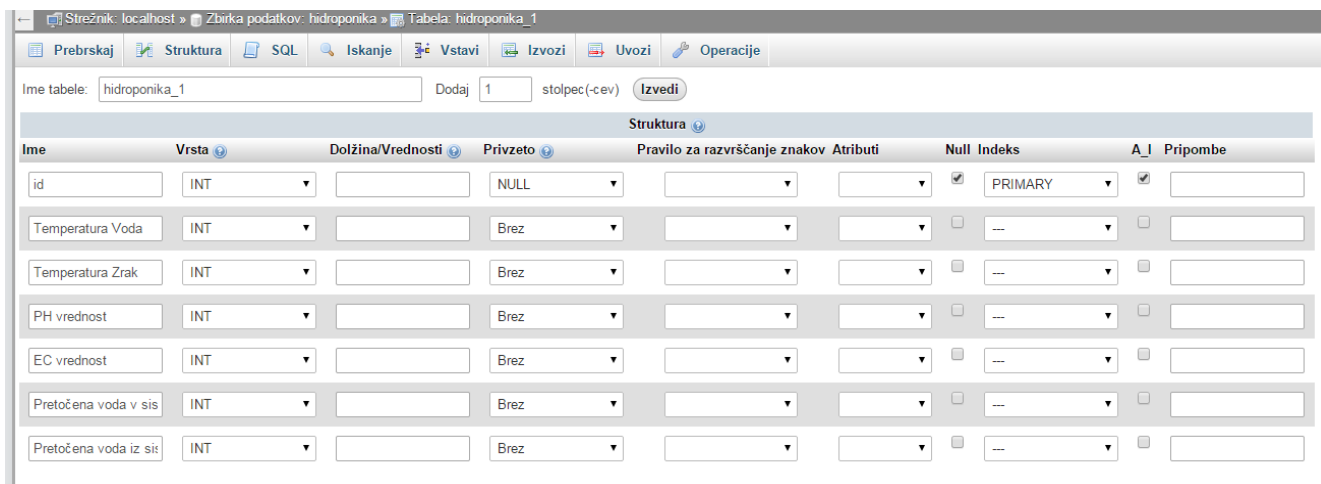 Strežnik: localhost » Zbirka podatkov: hidroponika » Tabela: hidroponika_1
Prebrskaj Struktura SQL Iskanje Vstavi Izvozi Uvozi Operacije
Ime tabele: hidroponika_1 Dodaj 1 stolpec(-cev) Izvedi
Struktura
Ime Vrsta Dolžina/Vrednosti Privzeto Pravilo za razvrščanje znakov Atributi Null Indeks A_I Pripombe
id INT NULL PRIMARY
Temperatura Voda INT Brez ---
Temperatura Zrak INT Brez ---
PH vrednost INT Brez ---
EC vrednost INT Brez ---
Pretočena voda v sis INT Brez ---
Pretočena voda iz sis INT Brez ---